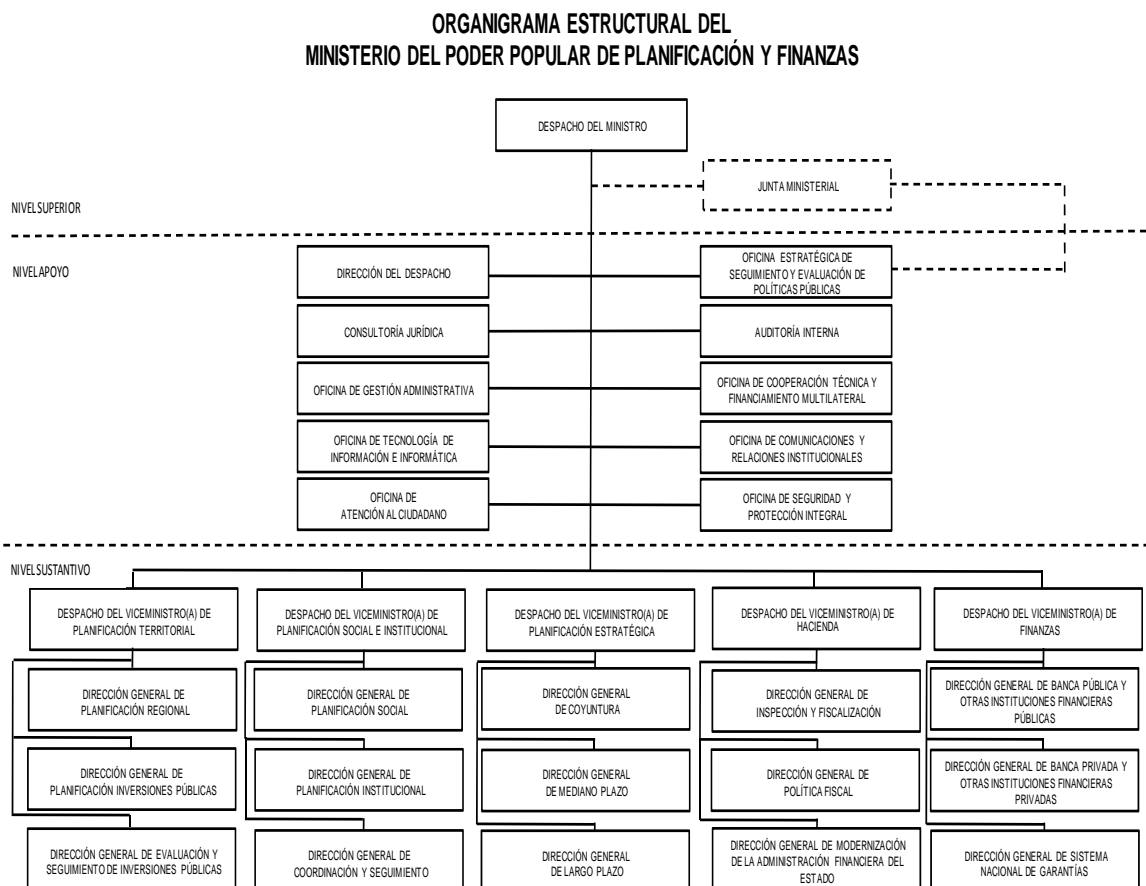 ORGANIGRAMA ESTRUCTURAL DEL
MINISTERIO DEL PODER POPULAR DE PLANIFICACIÓN Y FINANZAS
DESPACHO DEL MINISTRO
JUNTA MINISTERIAL
NIVEL SUPERIOR
NIVEL APOYO
DIRECCIÓN DEL DESPACHO
OFICINA ESTRATÉGICA DE
SEGUIMIENTO Y EVALUACIÓN DE
POLÍTICAS PÚBLICAS
CONSULTORÍA JURÍDICA
AUDITORÍA INTERNA
OFICINA DE GESTIÓN ADMINISTRATIVA
OFICINA DE COOPERACIÓN TÉCNICA Y
FINANCIAMIENTO MULTILATERAL
OFICINA DE TECNOLOGÍA DE
INFORMACIÓN E INFORMÁTICA
OFICINA DE COMUNICACIONES Y
RELACIONES INSTITUCIONALES
OFICINA DE
ATENCIÓN AL CIUDADANO
OFICINA DE SEGURIDAD Y
PROTECCIÓN INTEGRAL
NIVEL SUSTANTIVO
DESPACHO DEL VICEMINISTRO(A) DE
PLANIFICACIÓN TERRITORIAL
DESPACHO DEL VICEMINISTRO(A) DE
PLANIFICACIÓN SOCIAL E INSTITUCIONAL
DESPACHO DEL VICEMINISTRO(A) DE
PLANIFICACIÓN ESTRATÉGICA
DESPACHO DEL VICEMINISTRO(A) DE
HACIENDA
DESPACHO DEL VICEMINISTRO(A) DE
FINANZAS
DIRECCIÓN GENERAL DE
PLANIFICACIÓN REGIONAL
DIRECCIÓN GENERAL DE
PLANIFICACIÓN SOCIAL
DIRECCIÓN GENERAL
DE COYUNTURA
DIRECCIÓN GENERAL DE
INSPECCIÓN Y FISCALIZACIÓN
DIRECCIÓN GENERAL DE BANCA PÚBLICA Y
OTRAS INSTITUCIONES FINANCIERAS
PÚBLICAS
DIRECCIÓN GENERAL DE
PLANIFICACIÓN INVERSIONES PÚBLICAS
DIRECCIÓN GENERAL DE
PLANIFICACIÓN INSTITUCIONAL
DIRECCIÓN GENERAL
DE MEDIANO PLAZO
DIRECCIÓN GENERAL DE
POLÍTICA FISCAL
DIRECCIÓN GENERAL DE BANCA PRIVADA Y
OTRAS INSTITUCIONES FINANCIERAS
PRIVADAS
DIRECCIÓN GENERAL DE EVALUACIÓN Y
SEGUIMIENTO DE INVERSIONES PÚBLICAS
DIRECCIÓN GENERAL DE
COORDINACIÓN Y SEGUIMIENTO
DIRECCIÓN GENERAL
DE LARGO PLAZO
DIRECCIÓN GENERAL DE MODERNIZACIÓN
DE LA ADMINISTRACIÓN FINANCIERA DEL
ESTADO
DIRECCIÓN GENERAL DE SISTEMA
NACIONAL DE GARANTÍAS